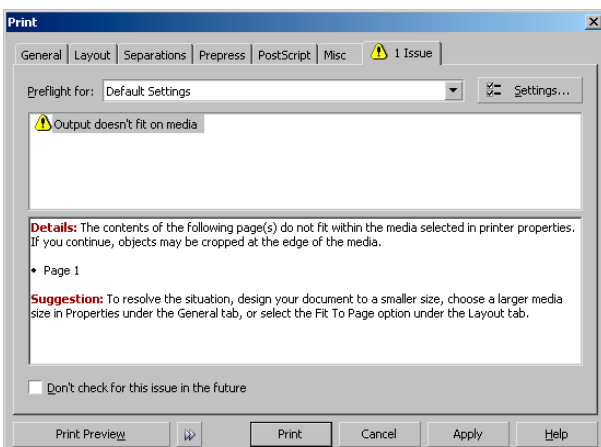 Print
General Layout Separations Prepress PostScript Misc 1 Issue
Preflight for: Default Settings Settings...
Output doesn't fit on media
Details: The contents of the following page(s) do not fit within the media selected in printer properties.
If you continue, objects may be cropped at the edge of the media.
• Page 1
Suggestion: To resolve the situation, design your document to a smaller size, choose a larger media
size in Properties under the General tab, or select the Fit To Page option under the Layout tab.
Don't check for this issue in the future
Print Preview Print Cancel Apply Help